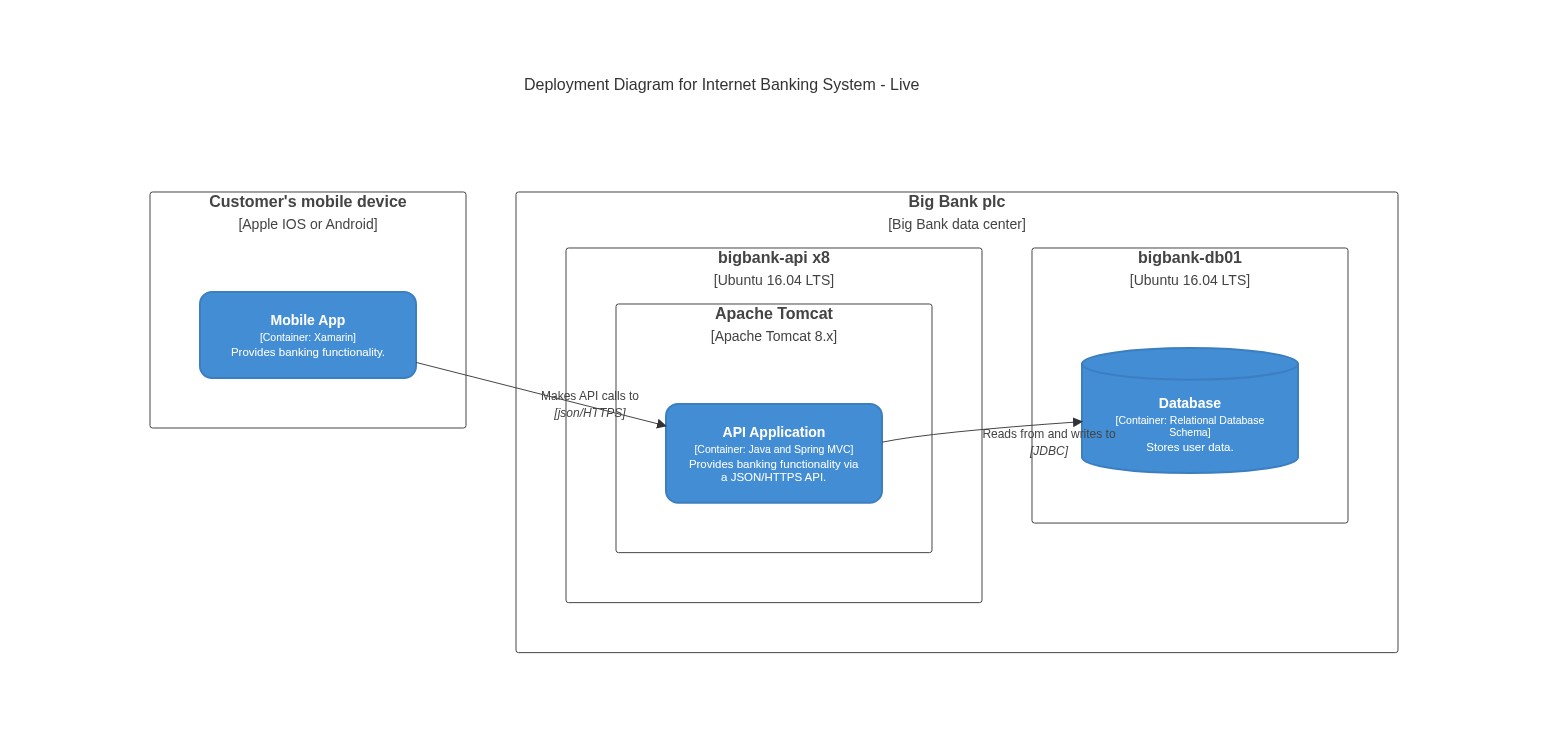 Deployment Diagram for Internet Banking System - Live
Customer's mobile device
[Apple IOS or Android]
Mobile App
[Container: Xamarin]
Provides banking functionality.
Big Bank plc
[Big Bank data center]
bigbank-api x8
[Ubuntu 16.04 LTS]
Apache Tomcat
[Apache Tomcat 8.x]
API Application
[Container: Java and Spring MVC]
Provides banking functionality via
a JSON/HTTPS API.
bigbank-db01
[Ubuntu 16.04 LTS]
Database
[Container: Relational Database
Schema]
Stores user data.
Makes API calls to
[json/HTTPS]
Reads from and writes to
[JDBC]